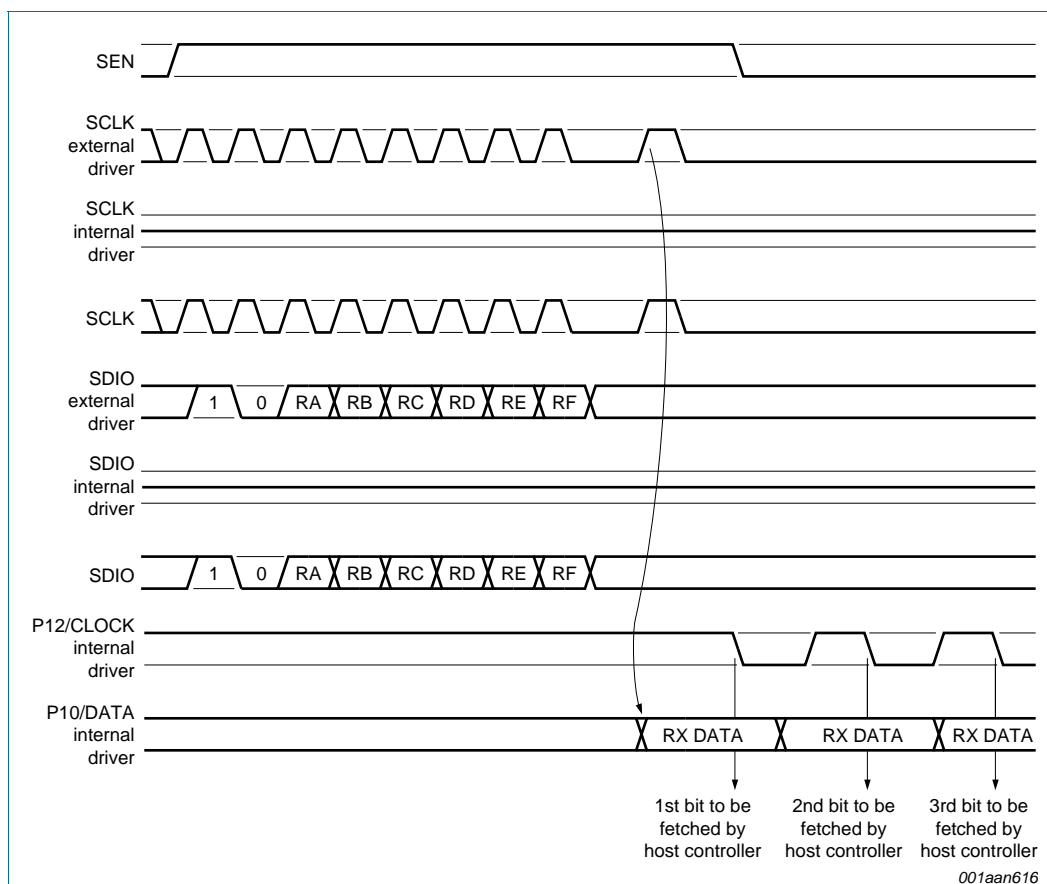 SEN
SCLK
external
driver
SCLK
internal
driver
SCLK
SDIO
external
driver
1 0 RA RB RC RD RE RF
SDIO
internal
driver
SDIO
1 0 RA RB RC RD RE RF
P12/CLOCK
internal
driver
P10/DATA
internal
driver
RX DATA RX DATA RX DATA
1st bit to be
fetched by
host controller
2nd bit to be
fetched by
host controller
3rd bit to be
fetched by
host controller
001aan616